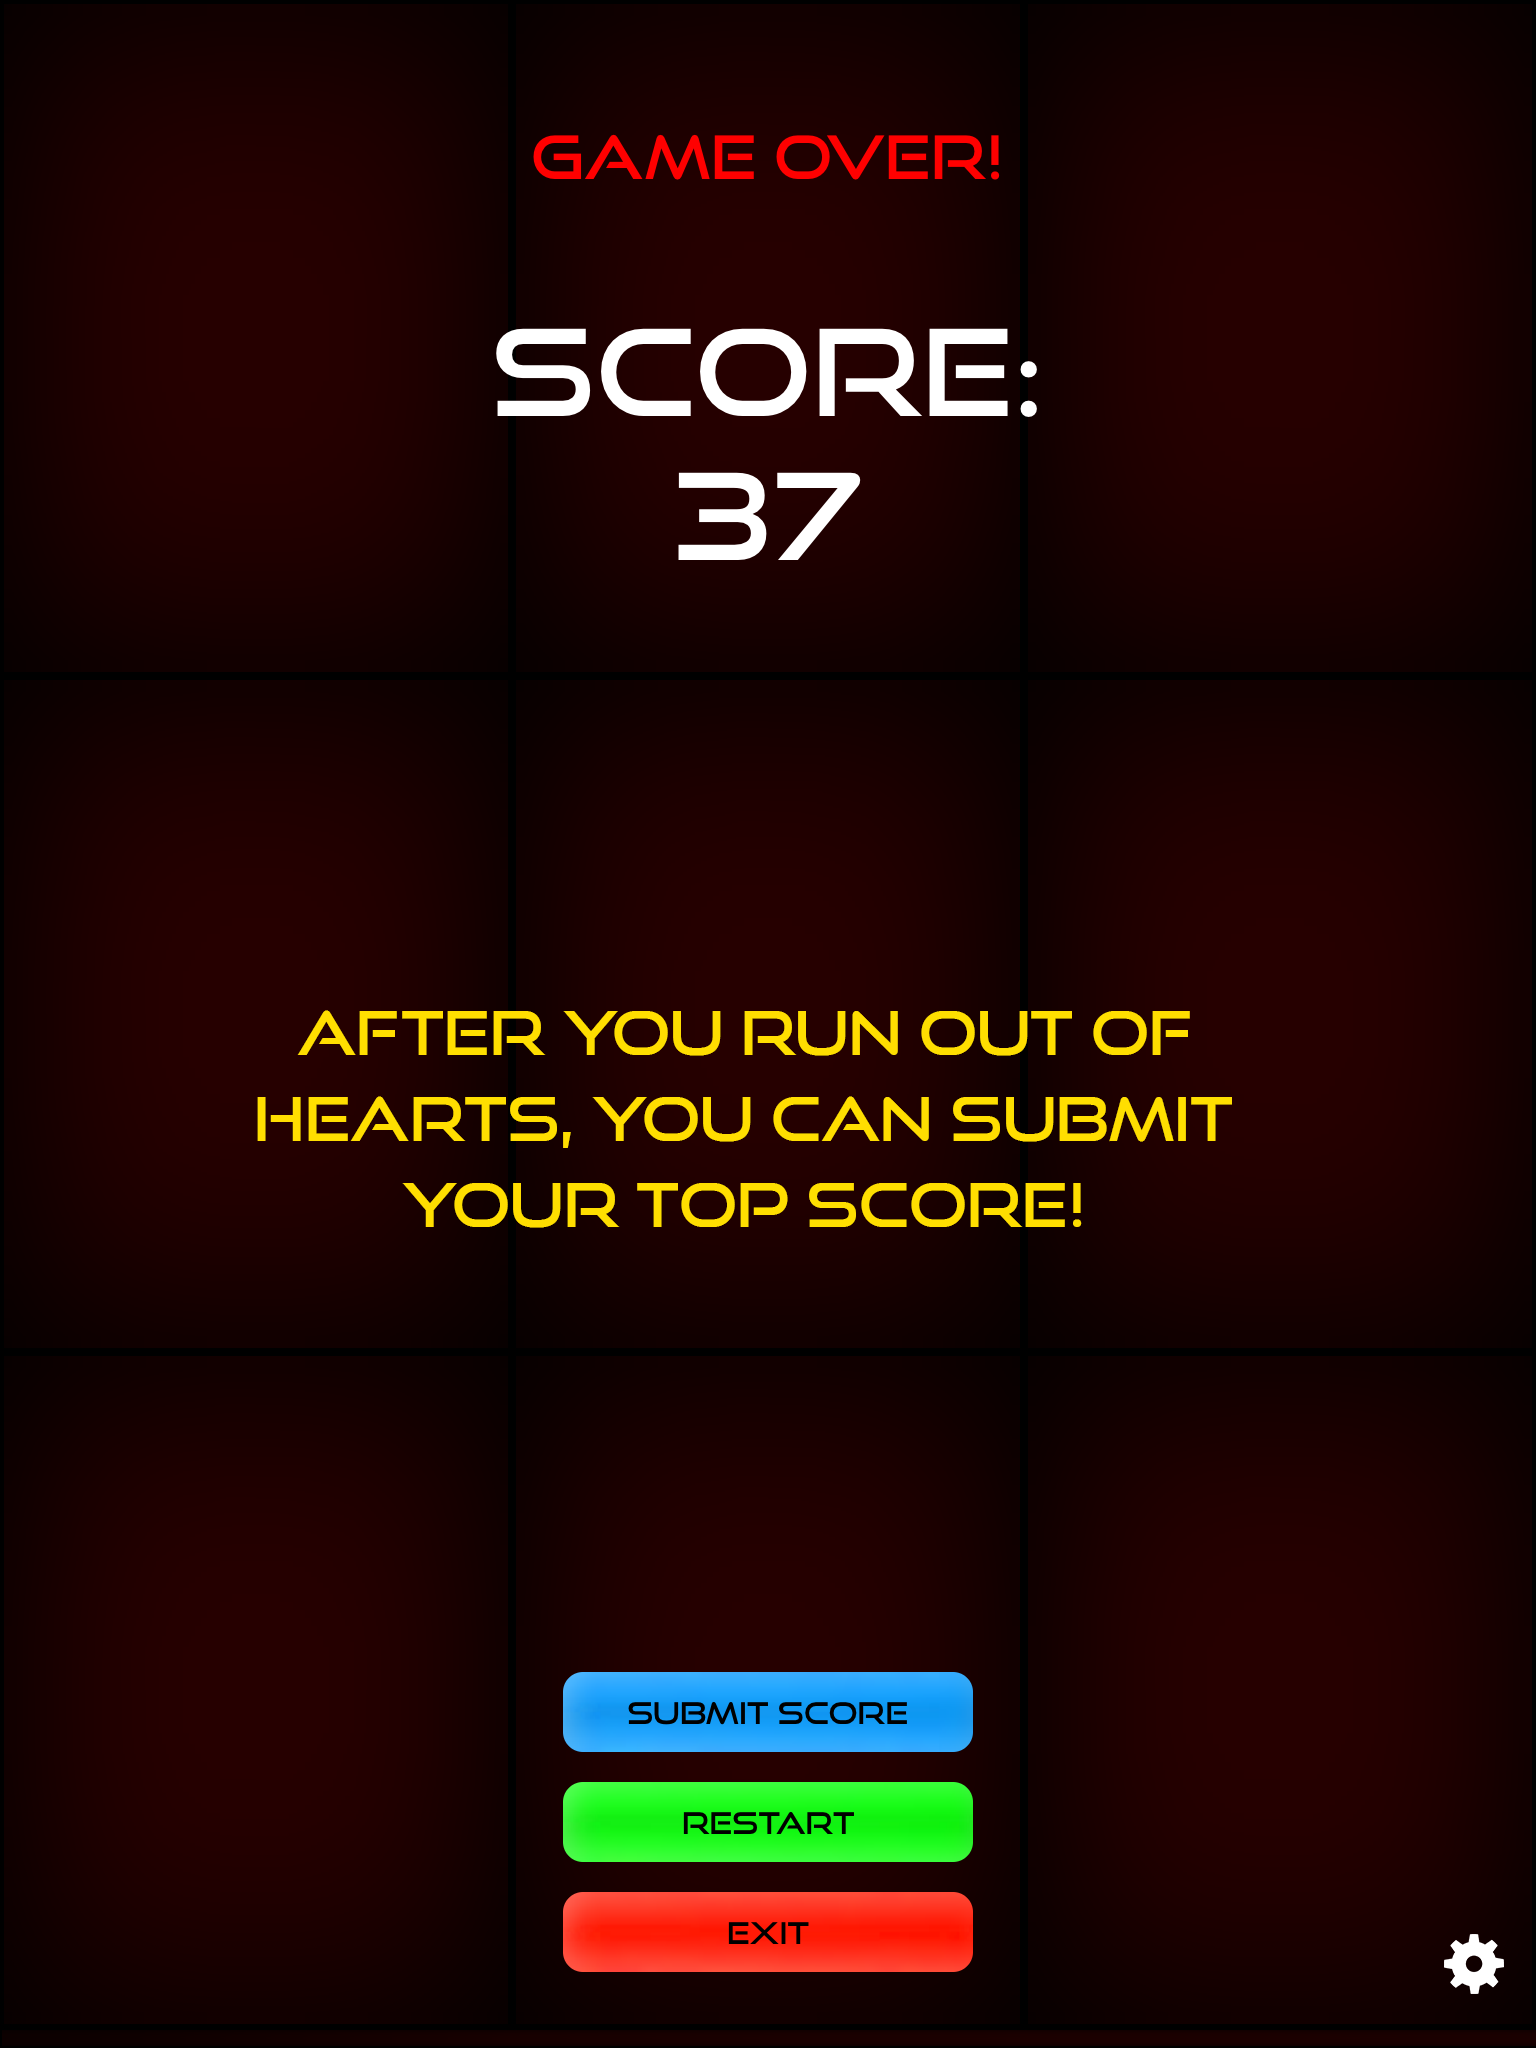 GAME OVER!
SCORE:
37
AFTER YOU RUN OUT OF
HEARTS, YOU CAN SUBMIT
YOUR TOP SCORE!
SUBMIT SCORE
RESTART
EXIT